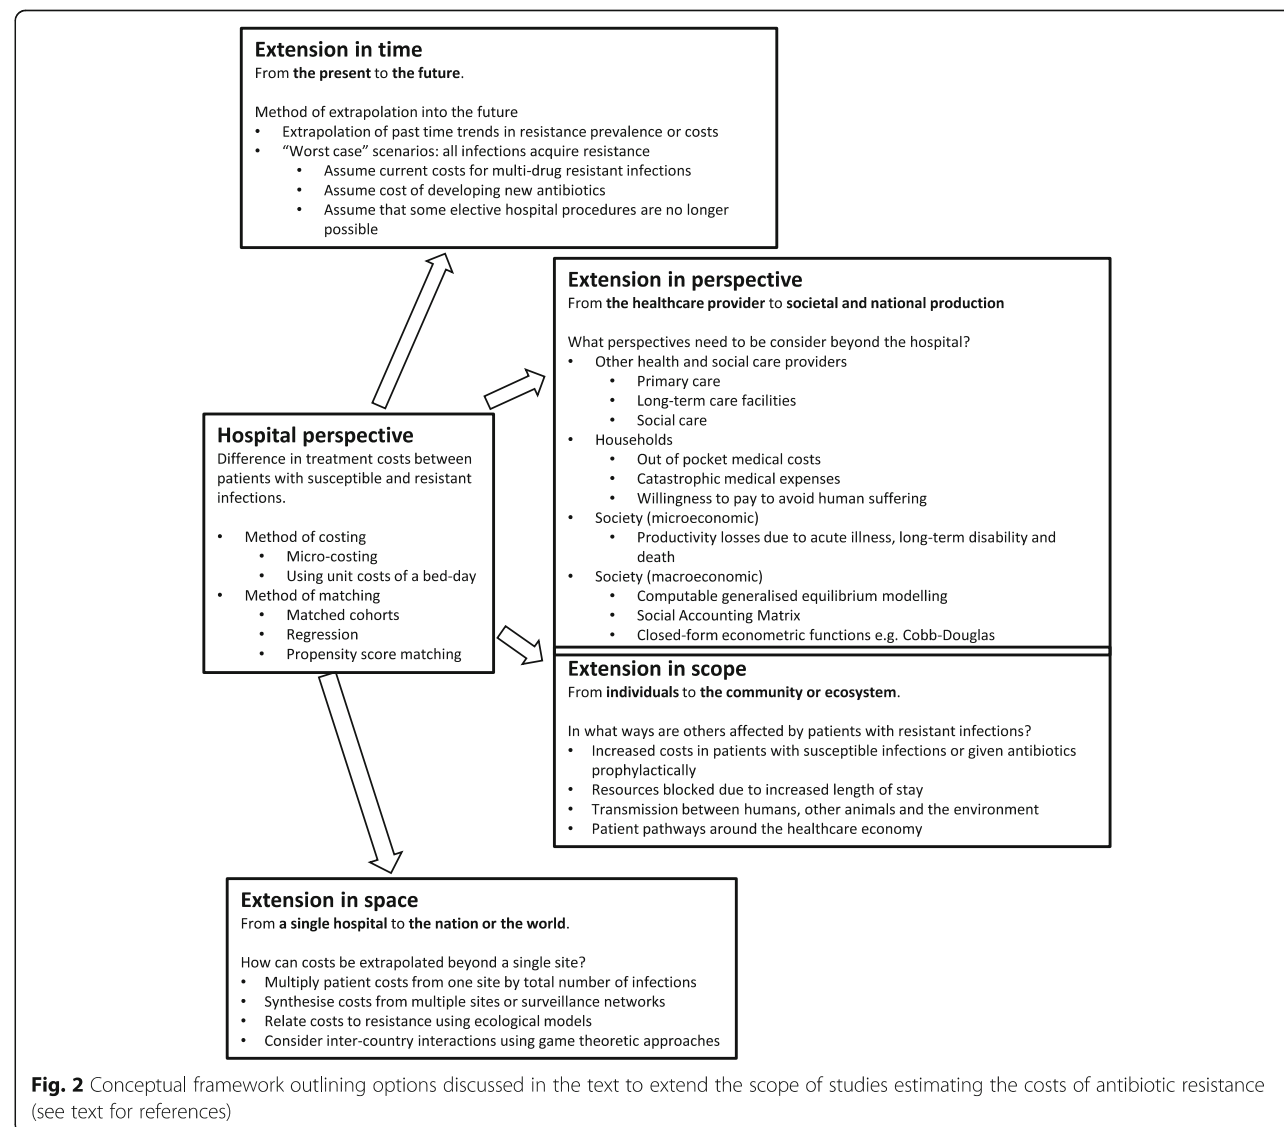 Extension in time
From the present to the future.
Method of extrapolation into the future
• Extrapolation of past time trends in resistance prevalence or costs
• “Worst case” scenarios: all infections acquire resistance
• Assume current costs for multi-drug resistant infections
• Assume cost of developing new antibiotics
• Assume that some elective hospital procedures are no longer
possible
Extension in perspective
From the healthcare provider to societal and national production
What perspectives need to be consider beyond the hospital?
• Other health and social care providers
• Primary care
• Long-term care facilities
• Social care
• Households
• Out of pocket medical costs
• Catastrophic medical expenses
• Willingness to pay to avoid human suffering
• Society (microeconomic)
• Productivity losses due to acute illness, long-term disability and
death
• Society (macroeconomic)
• Computable generalised equilibrium modelling
• Social Accounting Matrix
• Closed-form econometric functions e.g. Cobb-Douglas
Hospital perspective
Difference in treatment costs between
patients with susceptible and resistant
infections.
• Method of costing
• Micro-costing
• Using unit costs of a bed-day
• Method of matching
• Matched cohorts
• Regression
• Propensity score matching
Extension in scope
From individuals to the community or ecosystem.
In what ways are others affected by patients with resistant infections?
• Increased costs in patients with susceptible infections or given antibiotics
prophylactically
• Resources blocked due to increased length of stay
• Transmission between humans, other animals and the environment
• Patient pathways around the healthcare economy
Extension in space
From a single hospital to the nation or the world.
How can costs be extrapolated beyond a single site?
• Multiply patient costs from one site by total number of infections
• Synthesise costs from multiple sites or surveillance networks
• Relate costs to resistance using ecological models
• Consider inter-country interactions using game theoretic approaches
Fig. 2 Conceptual framework outlining options discussed in the text to extend the scope of studies estimating the costs of antibiotic resistance
(see text for references)